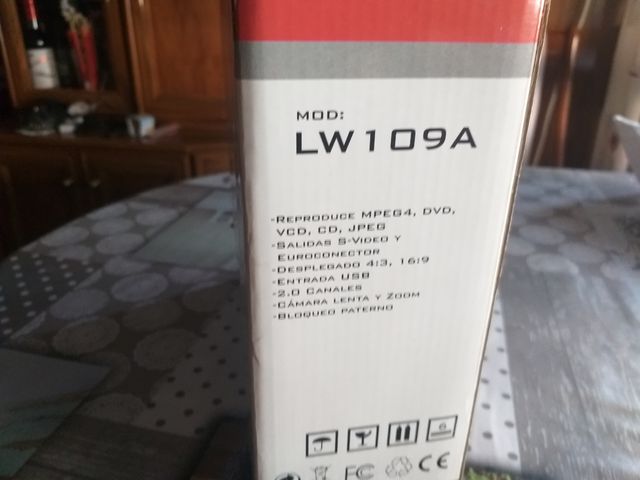 MOD:
LW109A
-REPRODUCE MPEG4, DVD,
VCD, CD, JPEG
-SALIDAS S-VIDEO Y
EUROCONECTOR
-DESPLEGADO 4:3, 16:9
-ENTRADA USB
-2.0 CANALES
-CÁMARA LENTA Y ZOOM
-BLOQUEO PATERNO
6
FC CE